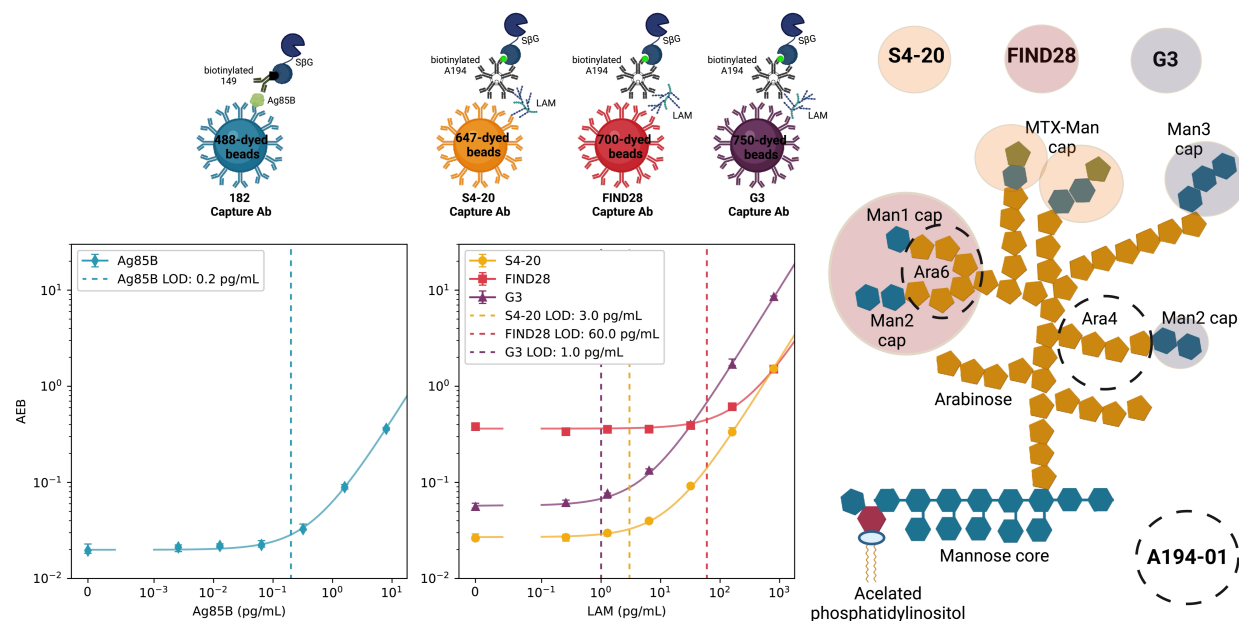 SβG
biotinylated
149
Ag85B
488-dyed
beads
182
Capture Ab
SβG
biotinylated
A194
LAM
647-dyed
beads
S4-20
Capture Ab
SβG
biotinylated
A194
LAM
700-dyed
beads
FIND28
Capture Ab
SβG
biotinylated
A194
LAM
750-dyed
beads
G3
Capture Ab
AEB
10¹
10⁰
10⁻¹
10⁻²
Ag85B
Ag85B LOD: 0.2 pg/mL
0
10⁻³
10⁻²
10⁻¹
10⁰
10¹
Ag85B (pg/mL)
10¹
10⁰
10⁻¹
10⁻²
S4-20
FIND28
G3
S4-20 LOD: 3.0 pg/mL
FIND28 LOD: 60.0 pg/mL
G3 LOD: 1.0 pg/mL
0
10⁻¹
10⁰
10¹
10²
10³
LAM (pg/mL)
S4-20
FIND28
G3
MTX-Man
cap
Man3
cap
Man1 cap
Ara6
Man2
cap
Ara4
Man2 cap
Arabinose
Mannose core
A194-01
Acelated
phosphatidylinositol